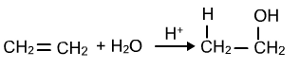 H OH
H⁺
CH₂=CH₂ + H₂O ⟶ CH₂–CH₂